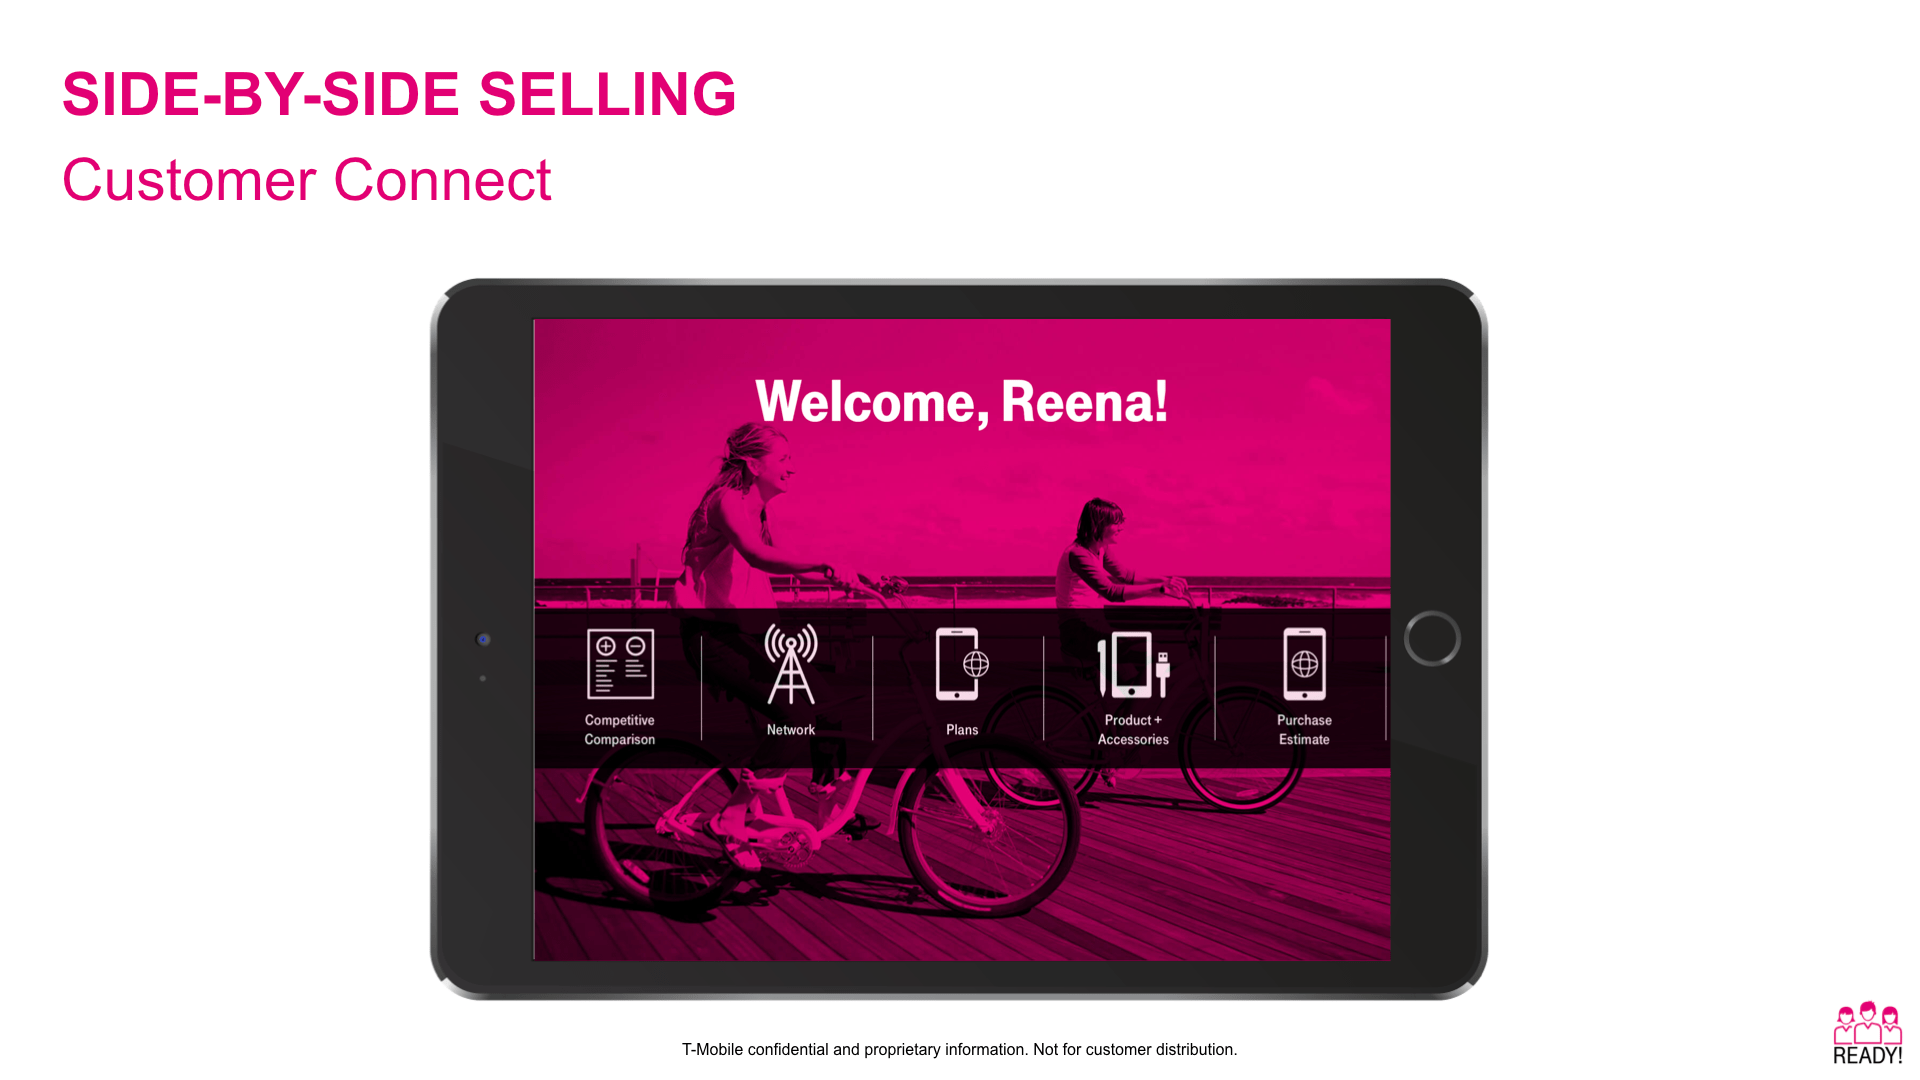 SIDE-BY-SIDE SELLING
Customer Connect
Welcome, Reena!
Competitive
Comparison
Network
Plans
Product +
Accessories
Purchase
Estimate
T-Mobile confidential and proprietary information. Not for customer distribution.
READY!